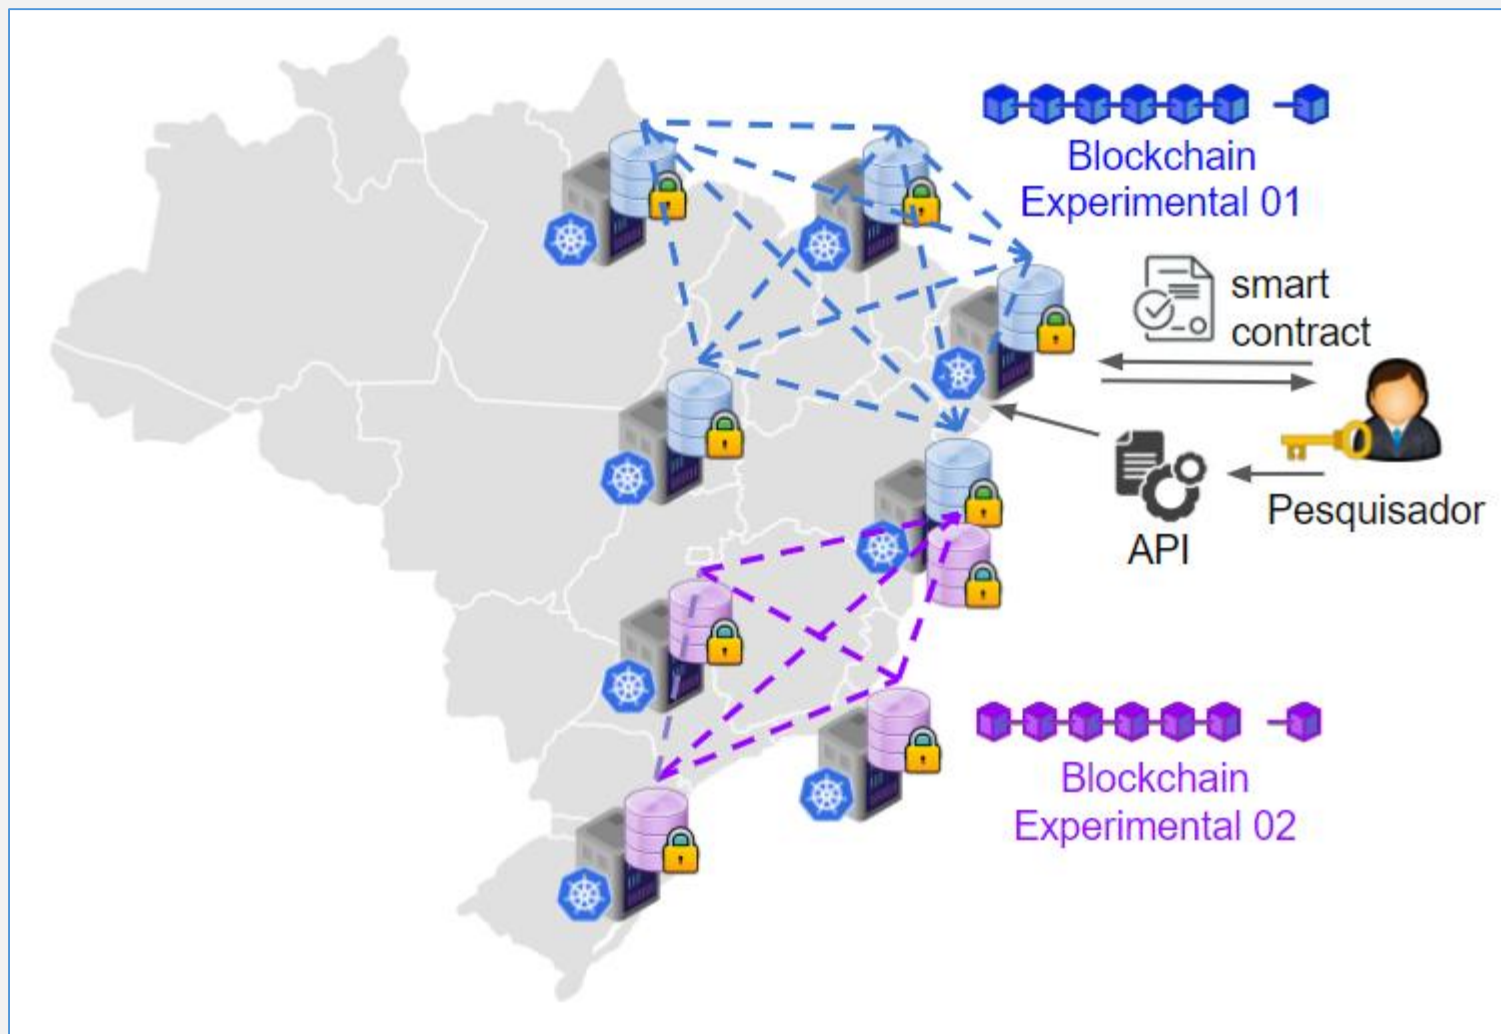 Blockchain
Experimental 01
smart
contract
Pesquisador
API
Blockchain
Experimental 02